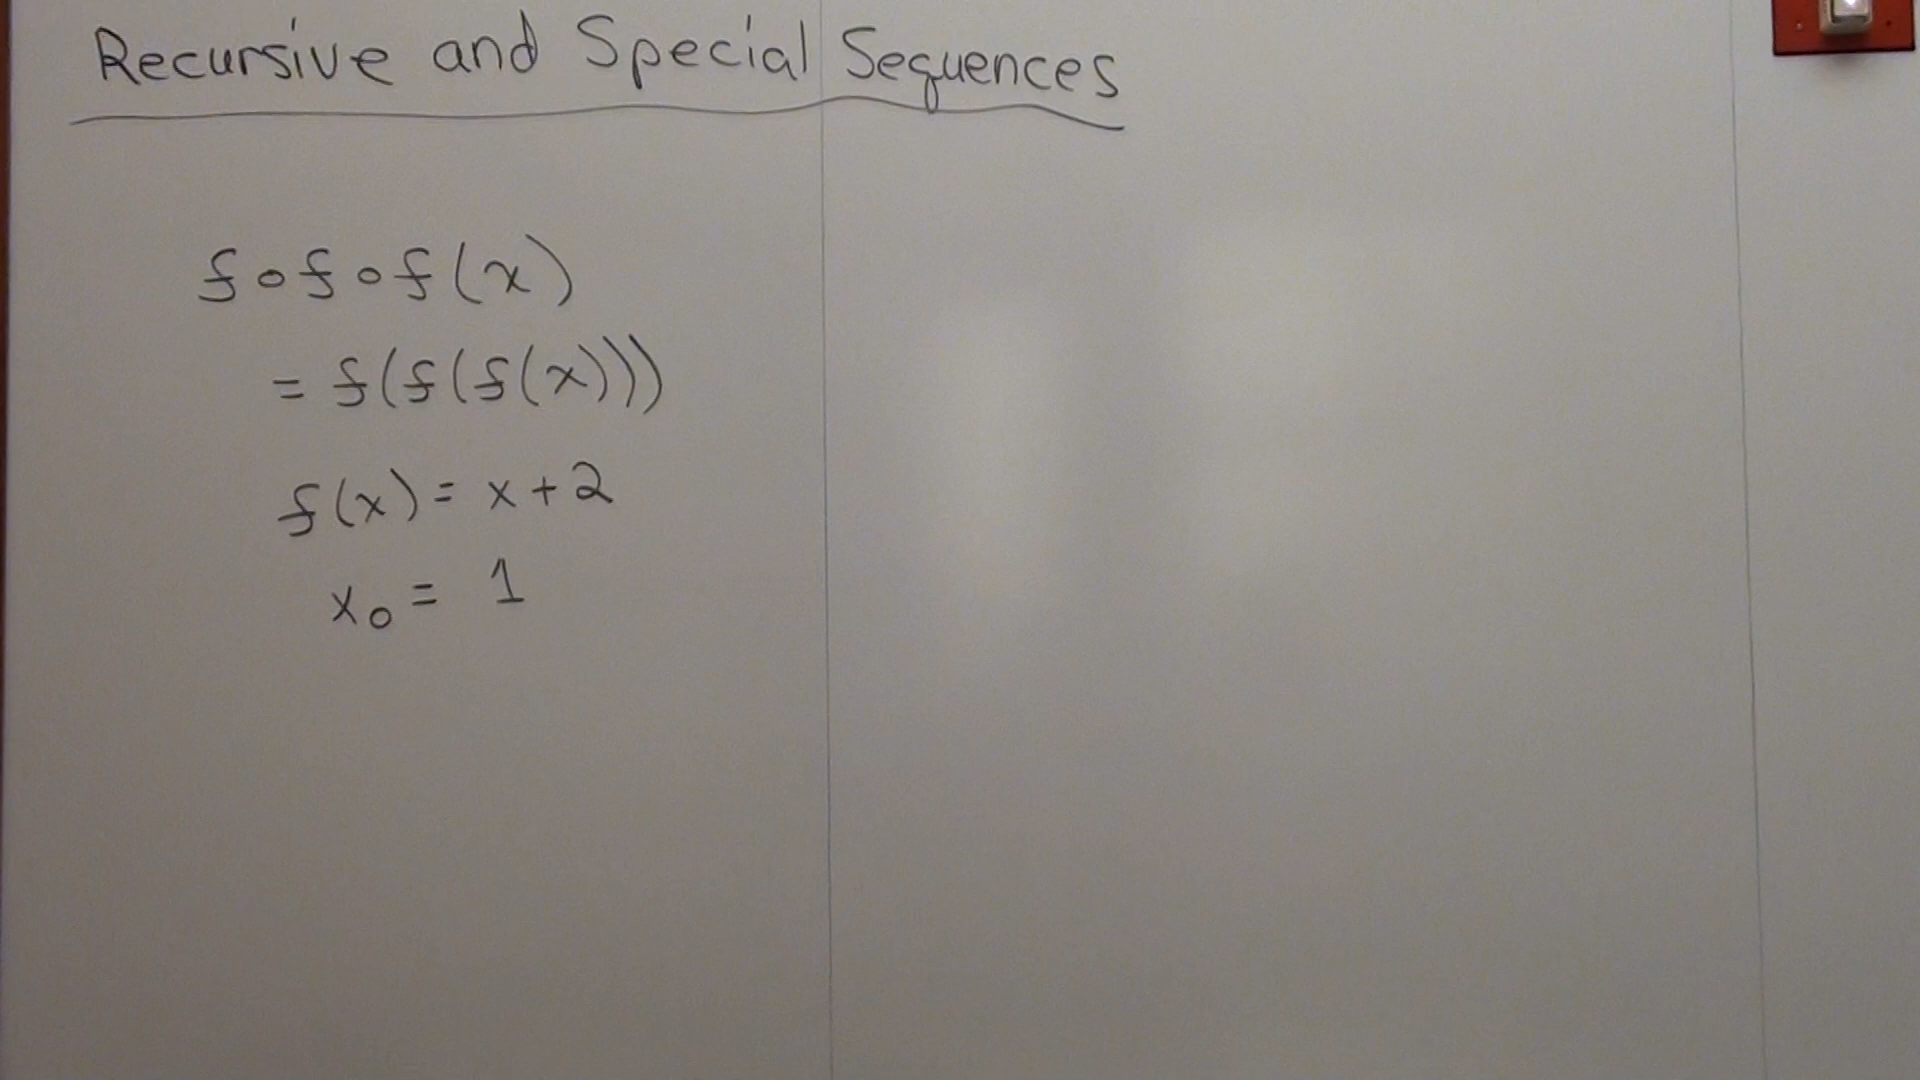 Recursive and Special Sequences
f∘f∘f(x)
= f(f(f(x)))
f(x) = x + 2
x₀ = 1